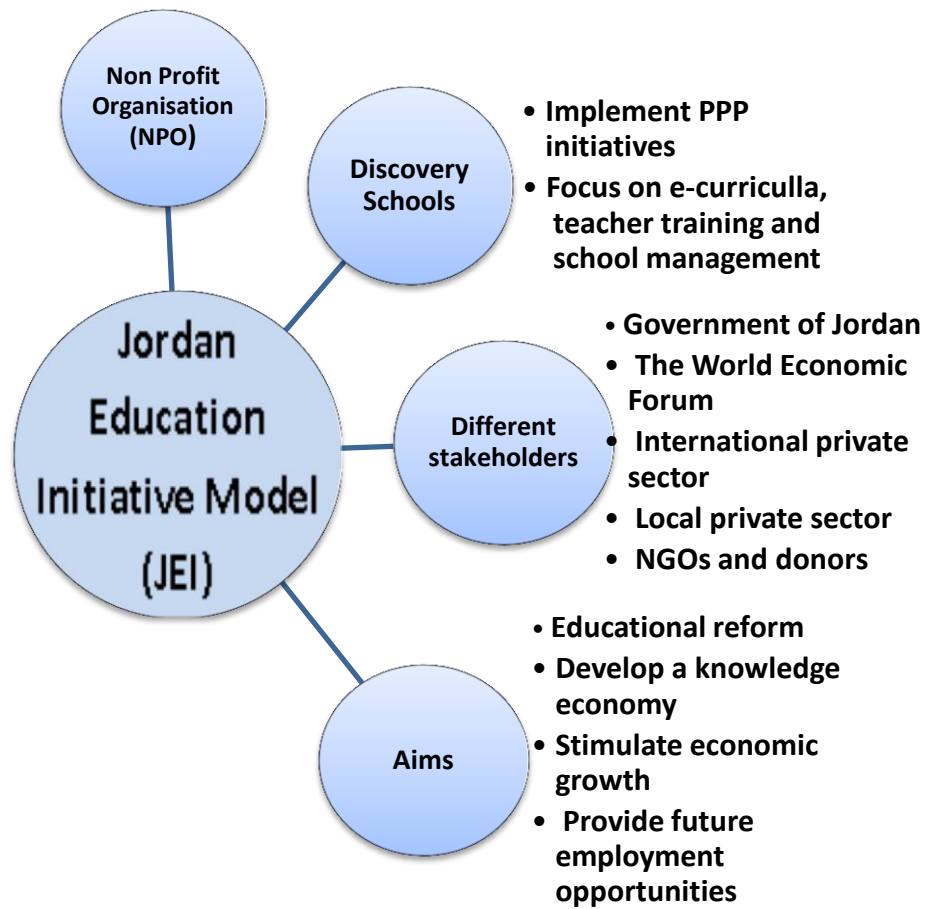 Non Profit
Organisation
(NPO)
Discovery
Schools
• Implement PPP
initiatives
• Focus on e-curriculla,
teacher training and
school management
Jordan
Education
Initiative Model
(JEI)
Different
stakeholders
• Government of Jordan
• The World Economic
Forum
• International private
sector
• Local private sector
• NGOs and donors
Aims
• Educational reform
• Develop a knowledge
economy
• Stimulate economic
growth
• Provide future
employment
opportunities